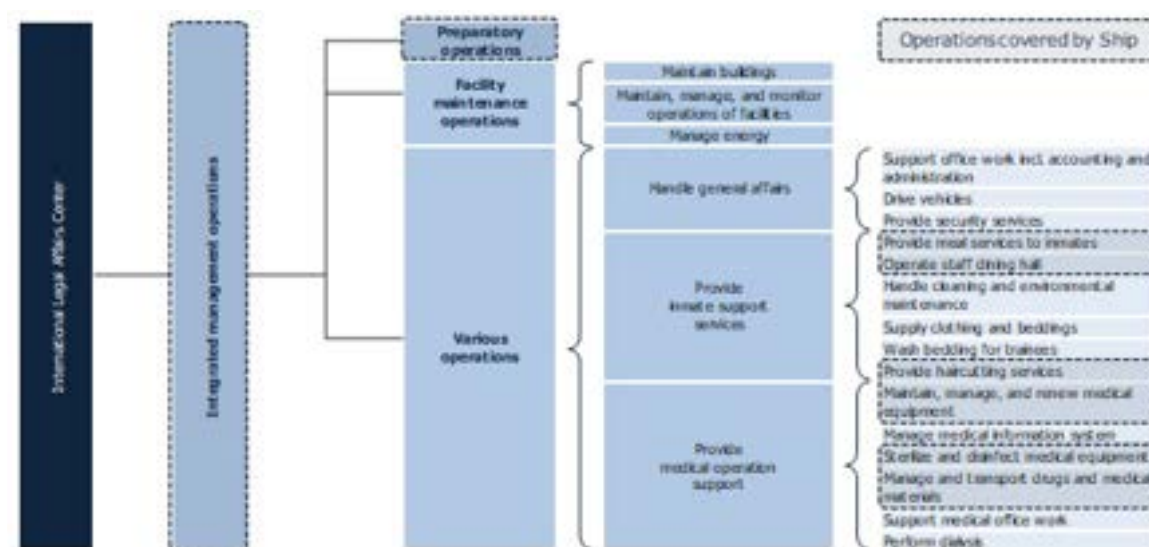 International Legal Affairs Center
Integrated management operations
Preparatory
operations
Facility
maintenance
operations
Various
operations
Maintain buildings
Maintain, manage, and monitor
operations of facilities
Manage energy
Handle general affairs
Provide
inmate support
services
Provide
medical operation
support
Operations covered by Ship
Support office work incl. accounting and
administration
Drive vehicles
Provide security services
Provide meal services to inmates
Operate staff dining hall
Handle cleaning and environmental
maintenance
Supply clothing and beddings
Wash bedding for trainees
Provide haircutting services
Maintain, manage, and renew medical
equipment
Manage medical information system
Sterilize and disinfect medical equipment
Manage and transport drugs and medical
materials
Support medical office work
Perform dialysis